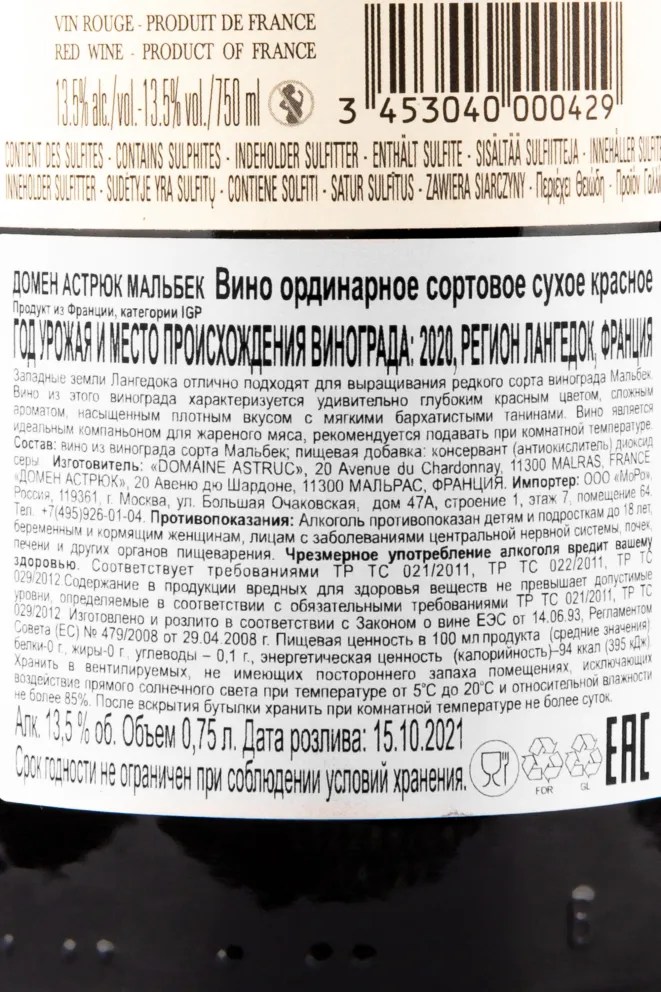 VIN ROUGE - PRODUIT DE FRANCE
RED WINE - PRODUCT OF FRANCE
13.5% alc./vol.-13.5% vol./750 ml
3 453040 000429
CONTIENT DES SULFITES - CONTAINS SULPHITES - INDEHOLDER SULFITTER - ENTHÄLT SULFITE - SISÄLTÄÄ SULFIITTEJA - INNEHÅLLER
INNEHOLDER SULFITTER - SUDĖTYJE YRA SULFITŲ - CONTIENE SOLFITI - SATUR SULFĪTUS - ZAWIERA SIARCZYNY - Περιέχει Θειώδη - Προϊόν
ДОМЕН АСТРЮК МАЛЬБЕК Вино ординарное сортовое сухое красное
Продукт из Франции, категории IGP
ГОД УРОЖАЯ И МЕСТО ПРОИСХОЖДЕНИЯ ВИНОГРАДА: 2020, РЕГИОН ЛАНГЕДОК, ФРАНЦИЯ
Западные земли Лангедока отлично подходят для выращивания редкого сорта винограда Мальбек.
Вино из этого винограда характеризуется удивительно глубоким красным цветом, сложным
ароматом, насыщенным плотным вкусом с мягкими бархатистыми танинами. Вино является
идеальным компаньоном для жареного мяса, рекомендуется подавать при комнатной температуре.
Состав: вино из винограда сорта Мальбек; пищевая добавка: консервант (антиокислитель) диоксид
серы. Изготовитель: «DOMAINE ASTRUC», 20 Avenue du Chardonnay, 11300 MALRAS, FRANCE
«ДОМЕН АСТРЮК», 20 Авеню дю Шардоне, 11300 МАЛЬРАС, ФРАНЦИЯ. Импортер: ООО «МоРо»,
Россия, 119361, г. Москва, ул. Большая Очаковская, дом 47А, строение 1, этаж 7, помещение 64.
Тел. +7(495)926-01-04. Противопоказания: Алкоголь противопоказан детям и подросткам до 18 лет,
беременным и кормящим женщинам, лицам с заболеваниями центральной нервной системы, почек,
печени и других органов пищеварения. Чрезмерное употребление алкоголя вредит вашему
здоровью. Соответствует требованиями ТР ТС 021/2011, ТР ТС 022/2011, ТР ТС
029/2012.Содержание в продукции вредных для здоровья веществ не превышает допустимые
уровни, определяемые в соответствии с обязательными требованиями ТР ТС 021/2011, ТР ТС
029/2012. Изготовлено и розлито в соответствии с Законом о вине ЕЭС от 14.06.93, Регламентом
Совета (ЕС) № 479/2008 от 29.04.2008 г. Пищевая ценность в 100 мл продукта (средние значения):
белки-0 г., жиры-0 г., углеводы – 0,1 г., энергетическая ценность (калорийность)–94 ккал (395 кДж).
Хранить в вентилируемых, не имеющих постороннего запаха помещениях, исключающих
воздействие прямого солнечного света при температуре от 5°С до 20°С и относительной влажности
не более 85%. После вскрытия бутылки хранить при комнатной температуре не более суток.
Алк. 13,5 % об. Объем 0,75 л. Дата розлива: 15.10.2021
Срок годности не ограничен при соблюдении условий хранения.
FOR GL
EAC